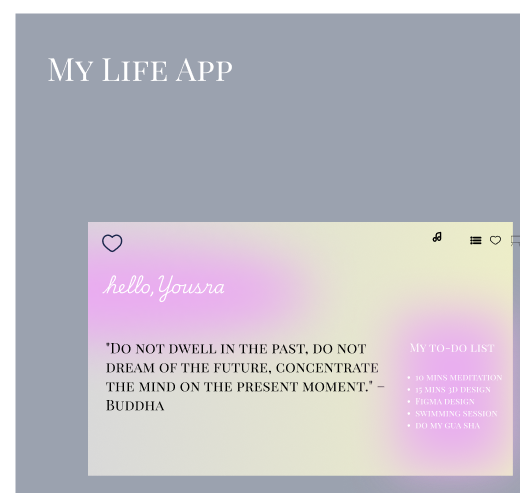 My Life App
hello, Yousra
"Do not dwell in the past, do not
dream of the future, concentrate
the mind on the present moment." –
Buddha
My to-do list
10 mins meditation
15 mins 3D design
Figma design
swimming session
do my gua sha